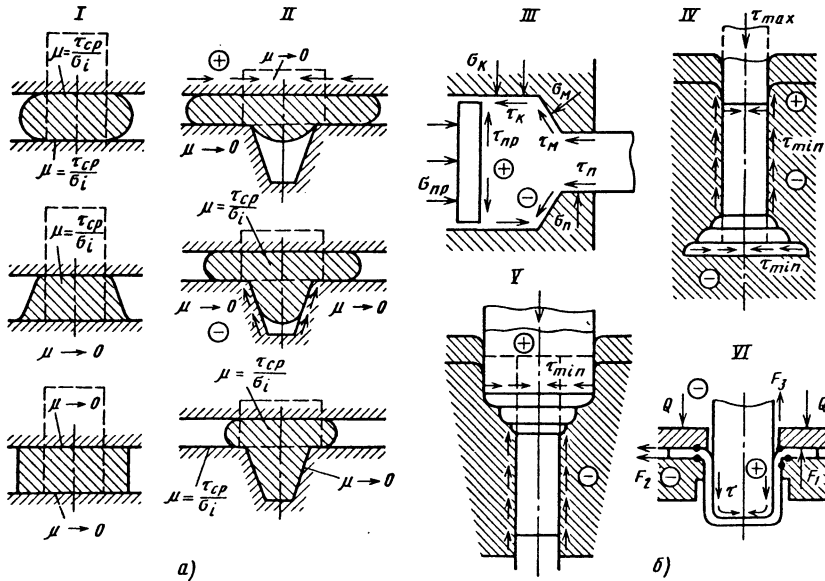 I
μ = τср/σi
μ = τср/σi
μ = τср/σi
μ → 0
μ → 0
μ → 0
II
⊕
μ → 0
μ → 0
μ = τср/σi
μ → 0
μ → 0
⊖
μ = τср/σi
μ = τср/σi
μ → 0
а)
III
σк
σм
τк
τпр
τм
⊕
τп
⊖
σпр
σп
IV
τmax
⊕
τmin
⊖
τmin
⊖
V
⊕
τmin
⊖
VI
⊖
F3
Q
Q
F2
⊖
⊕
τ
F1
б)